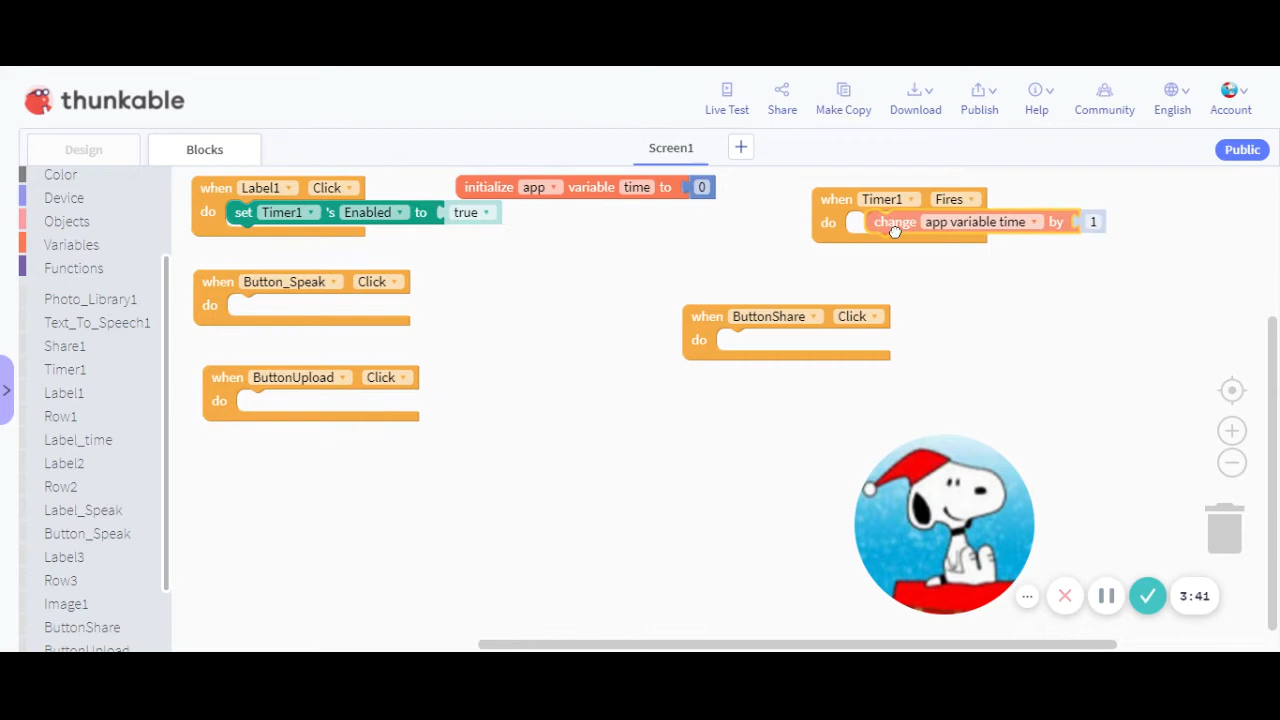 thunkable
Live Test
Share
Make Copy
Download
Publish
Help
Community
English
Account
Design
Blocks
Screen1
+
Public
Color
Device
Objects
Variables
Functions
Photo_Library1
Text_To_Speech1
Share1
Timer1
Label1
Row1
Label_time
Label2
Row2
Label_Speak
Button_Speak
Label3
Row3
Image1
ButtonShare
ButtonUpload
when Label1 Click
do set Timer1 's Enabled to true
initialize app variable time to 0
when Timer1 Fires
do change app variable time by 1
when Button_Speak Click
do
when ButtonShare Click
do
when ButtonUpload Click
do
3:41